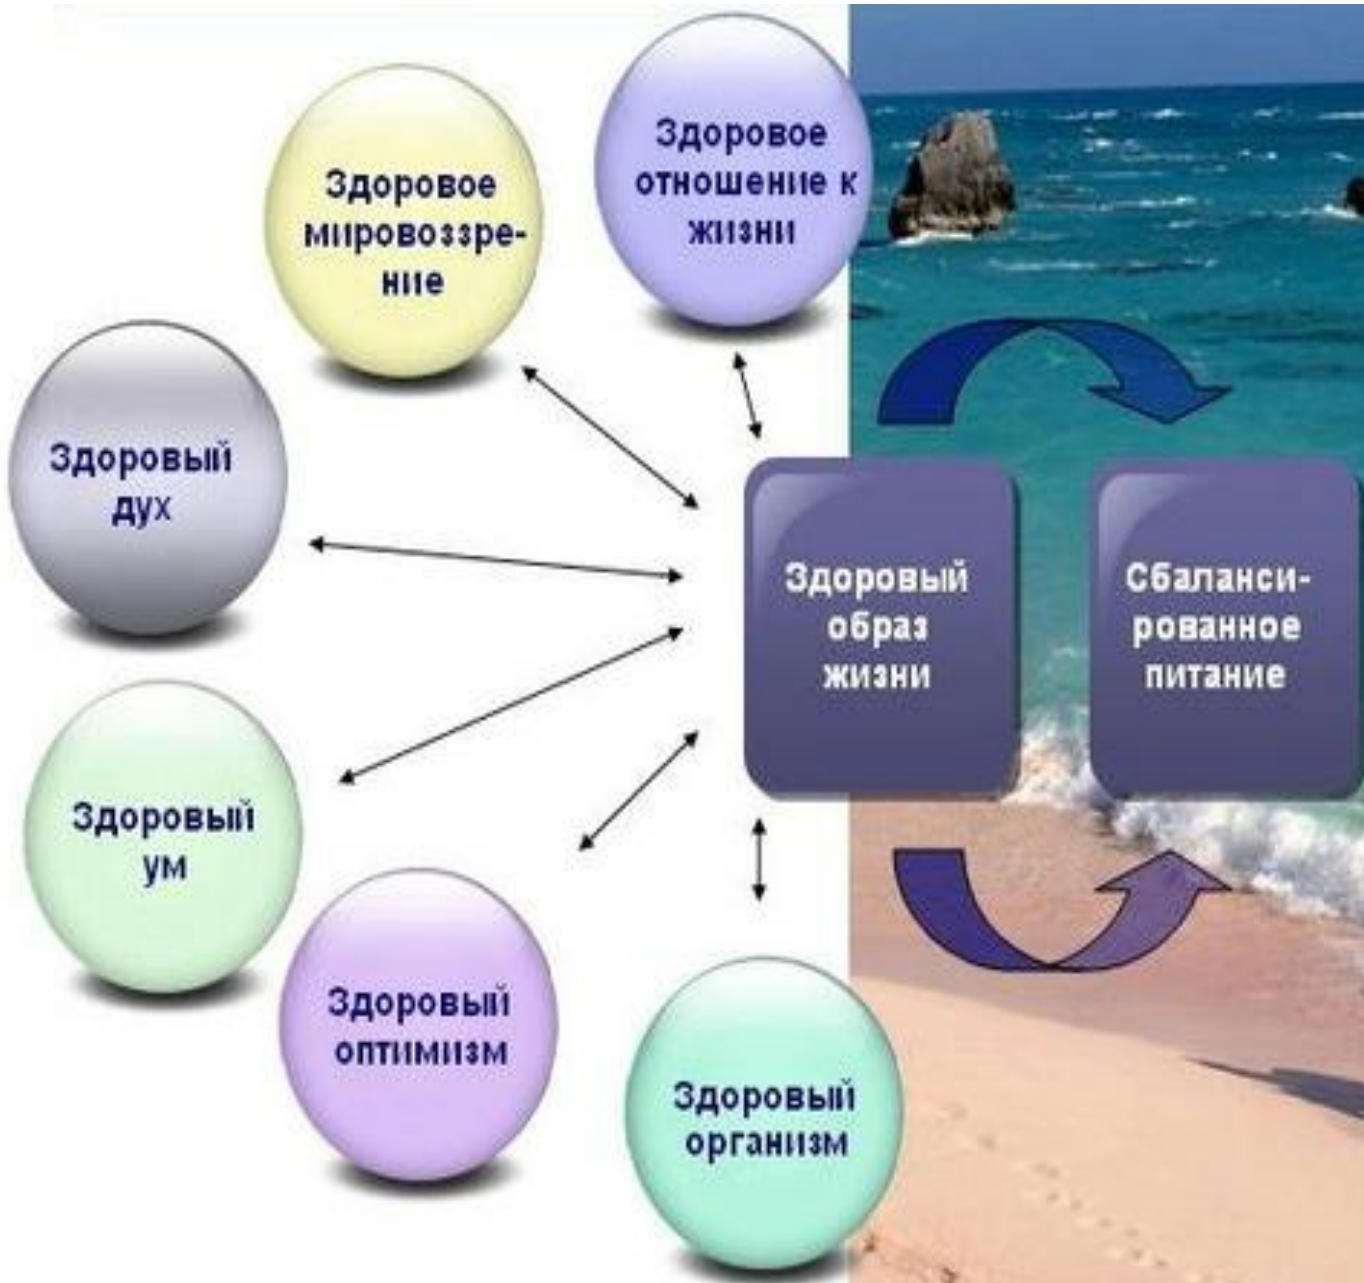 Здоровое
отношение к
жизни
Здоровое
мировоззре-
ние
Здоровый
дух
Здоровый
ум
Здоровый
оптимизм
Здоровый
организм
Здоровый
образ
жизни
Сбаланси-
рованное
питание